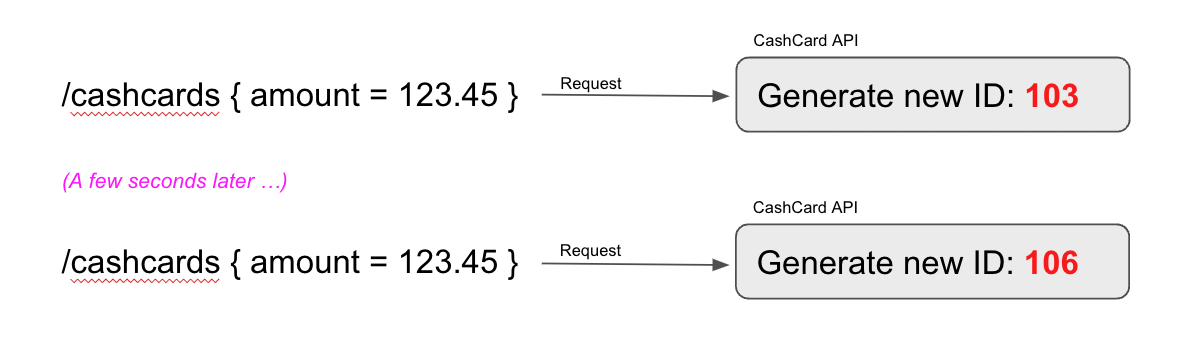 CashCard API
/cashcards { amount = 123.45 }
Request
Generate new ID: 103
(A few seconds later …)
CashCard API
/cashcards { amount = 123.45 }
Request
Generate new ID: 106